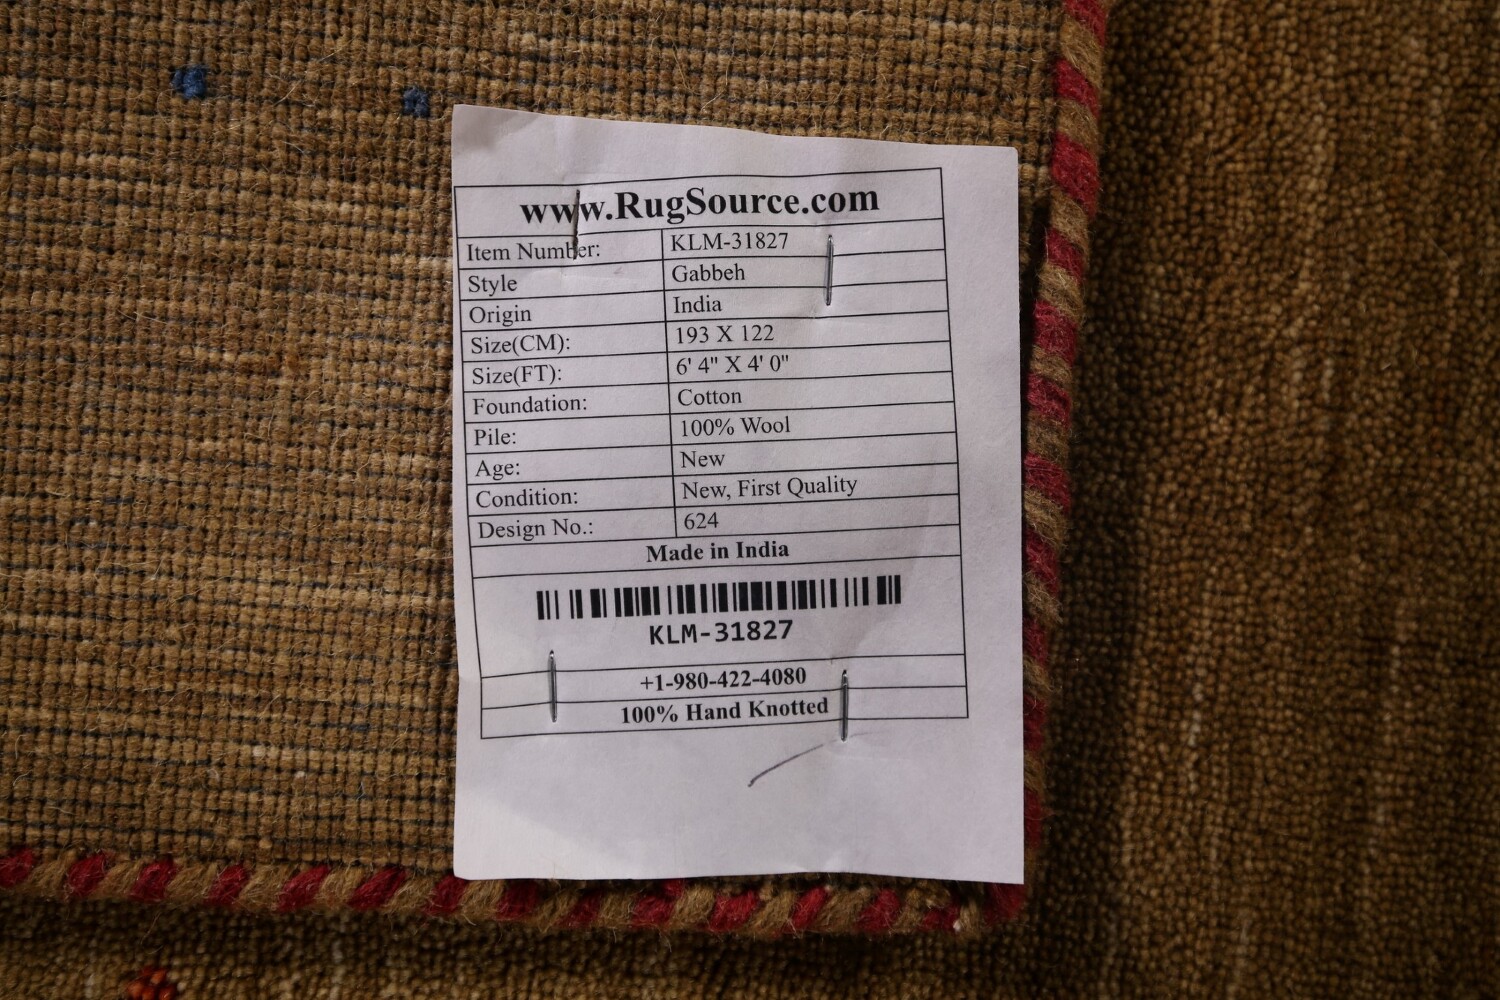 www.RugSource.com
Item Number: KLM-31827
Style Gabbeh
Origin India
Size(CM): 193 X 122
Size(FT): 6' 4" X 4' 0"
Foundation: Cotton
Pile: 100% Wool
Age: New
Condition: New, First Quality
Design No.: 624
Made in India
KLM-31827
+1-980-422-4080
100% Hand Knotted